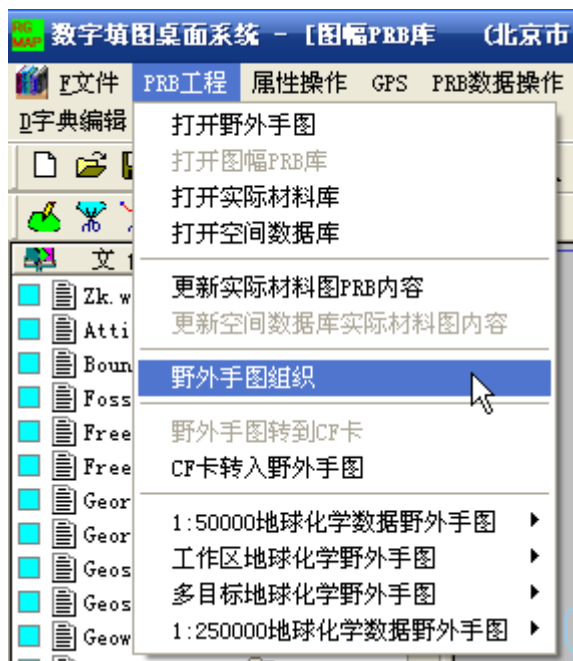 RG
MAP
数字填图桌面系统 - [图幅PRB库 (北京市
F文件 PRB工程 属性操作 GPS PRB数据操作
D字典编辑
打开野外手图
打开图幅PRB库
打开实际材料库
打开空间数据库
文
更新实际材料图PRB内容
Zk.w
更新空间数据库实际材料图内容
Atti
Boun
野外手图组织
Foss
Free
野外手图转到CF卡
Free
CF卡转入野外手图
Geor
1:50000地球化学数据野外手图
Geor
工作区地球化学野外手图
Geos
多目标地球化学野外手图
Geos
1:250000地球化学数据野外手图
Geow